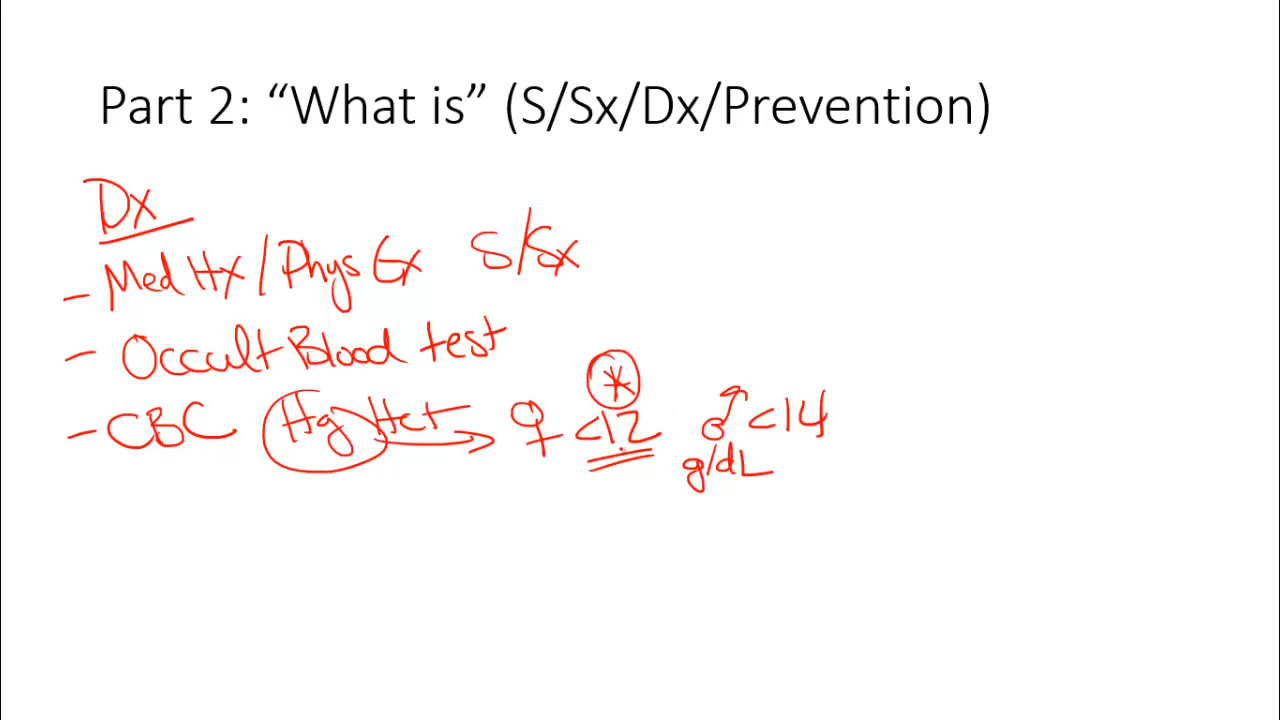 Part 2: “What is” (S/Sx/Dx/Prevention)
Dx
- Med Hx / Phys Ex S/Sx
- Occult Blood test
- CBC Hg Hct → ♀ <12 * ♂ <14
g/dL